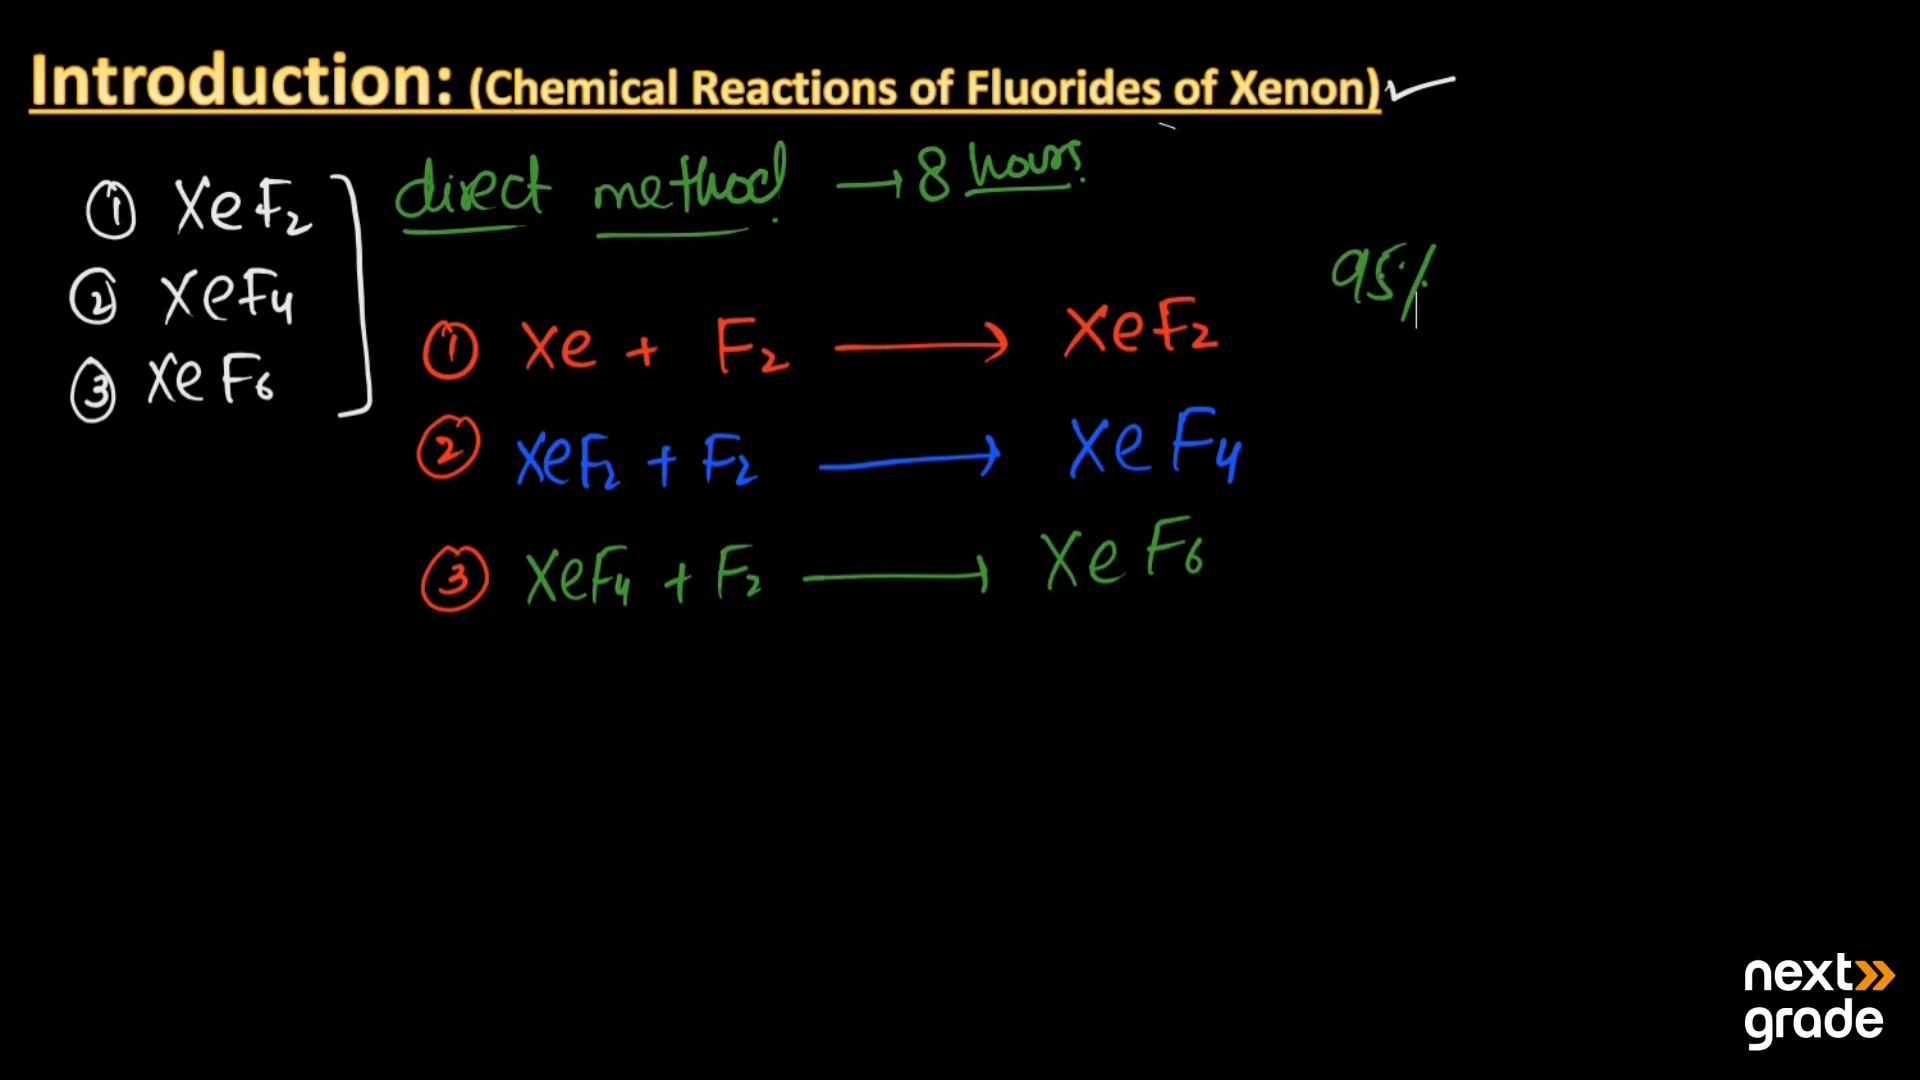 Introduction: (Chemical Reactions of Fluorides of Xenon)
① XeF₂
② XeF₄
③ XeF₆
direct method → 8 hours.
95%
① Xe + F₂ → XeF₂
② XeF₂ + F₂ → XeF₄
③ XeF₄ + F₂ → XeF₆
next
grade